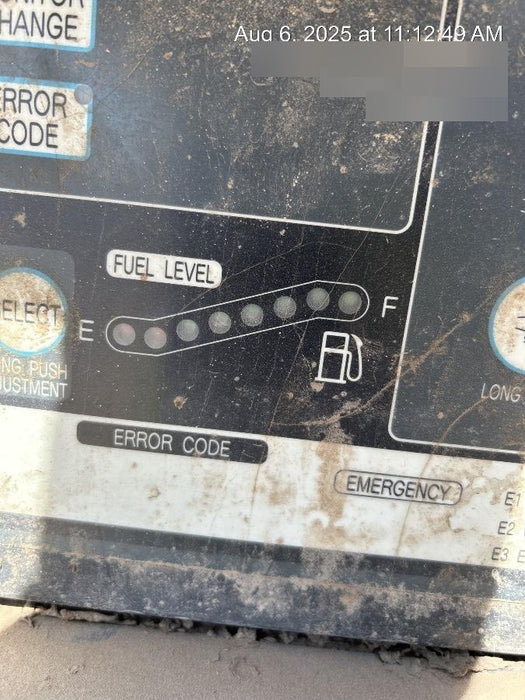 Aug 6, 2025 at 11:12:49 AM
HANGE
ERROR
CODE
FUEL LEVEL
E
F
ELECT
NG PUSH
JUSTMENT
LONG
ERROR CODE
EMERGENCY
E1
E2
E3 E